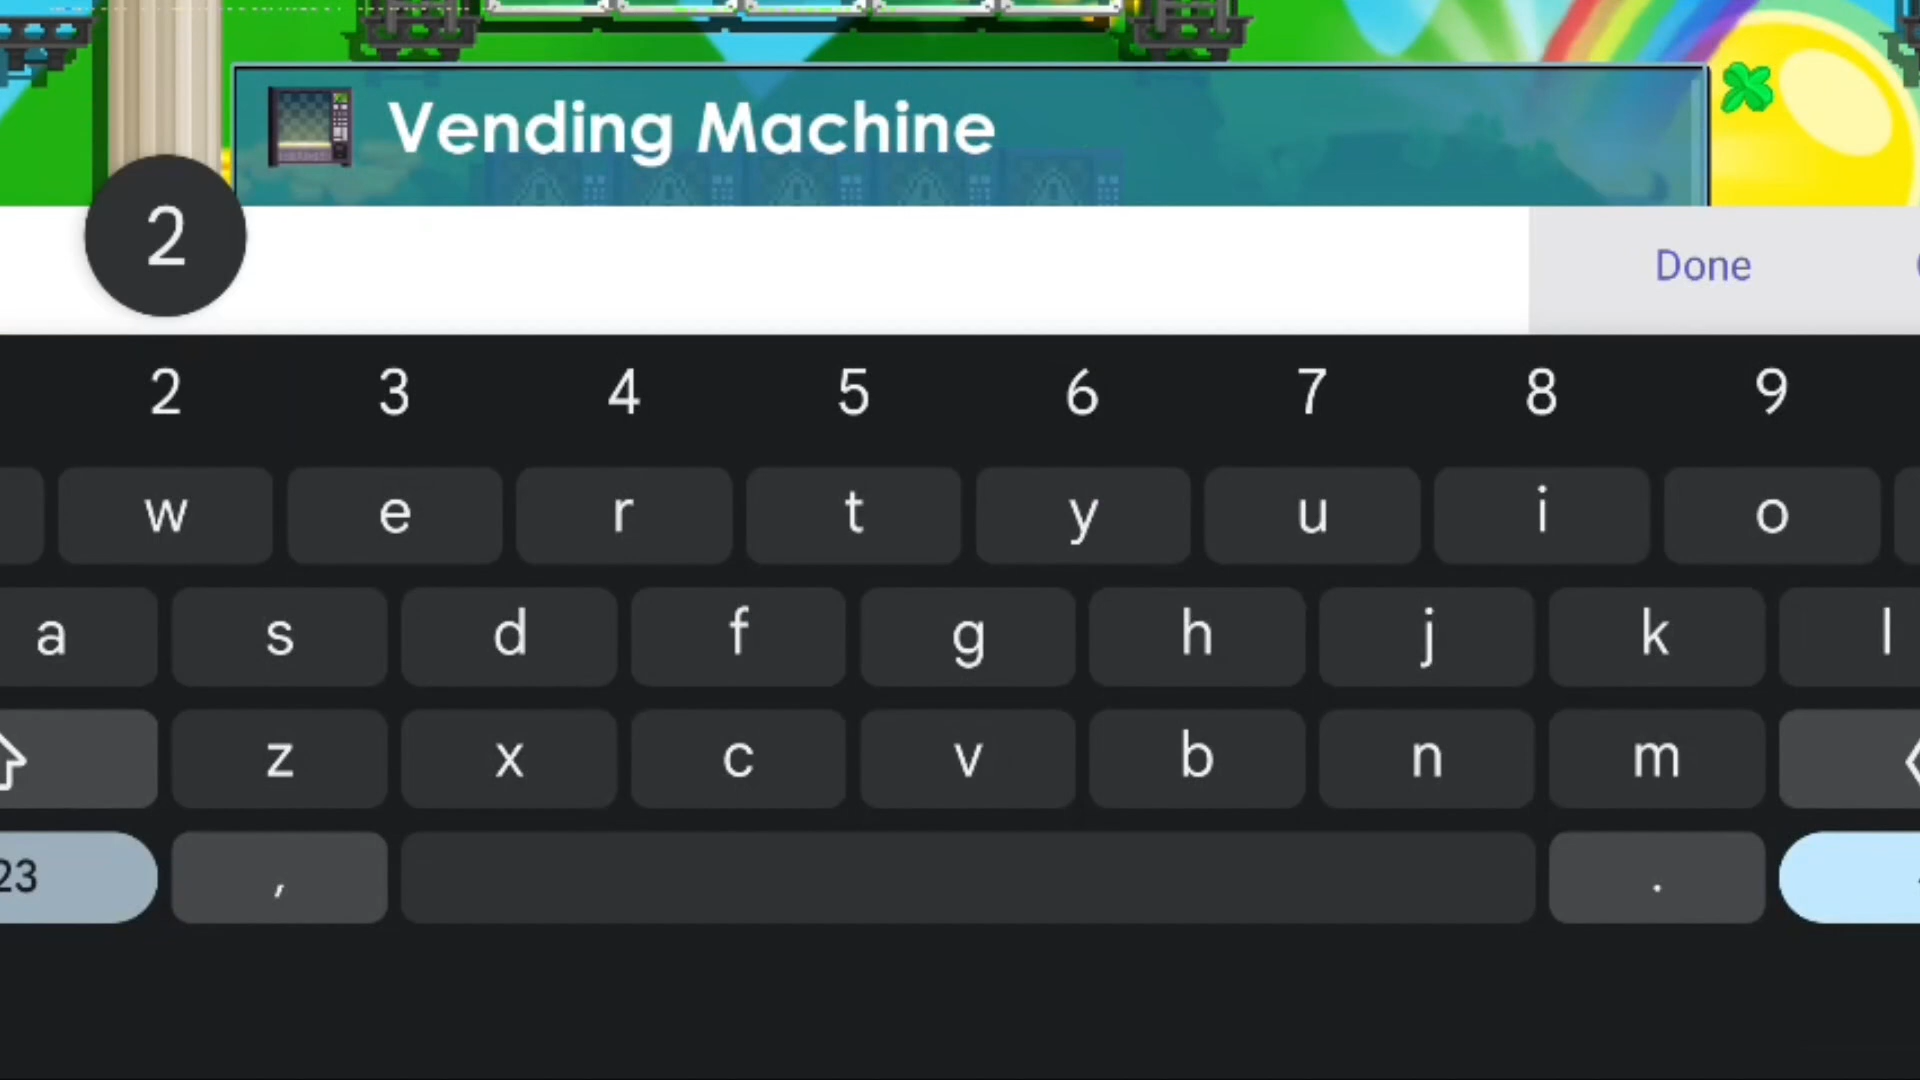 Vending Machine
2
Done
2 3 4 5 6 7 8 9
w e r t y u i o
a s d f g h j k l
z x c v b n m
23 , .